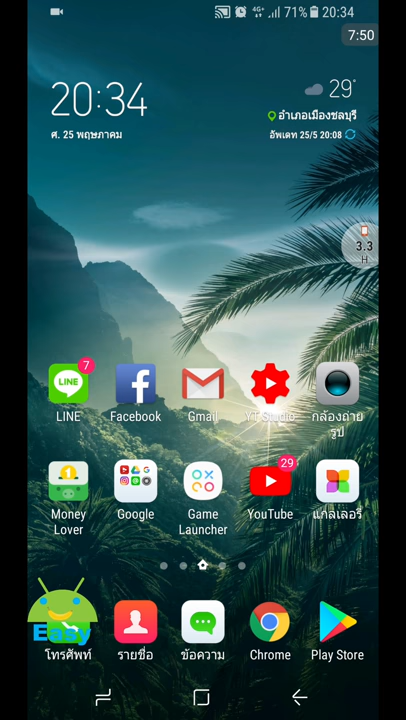 4G+ 71% 20:34
7:50
20:34
29°
อำเภอเมืองชลบุรี
ศ. 25 พฤษภาคม
อัพเดท 25/5 20:08
3.3
H
7
LINE
LINE
Facebook
Gmail
YT Studio
กล้องถ่าย
รูป
29
Money
Lover
Google
Game
Launcher
YouTube
แกลเลอรี่
Easy
โทรศัพท์
รายชื่อ
ข้อความ
Chrome
Play Store